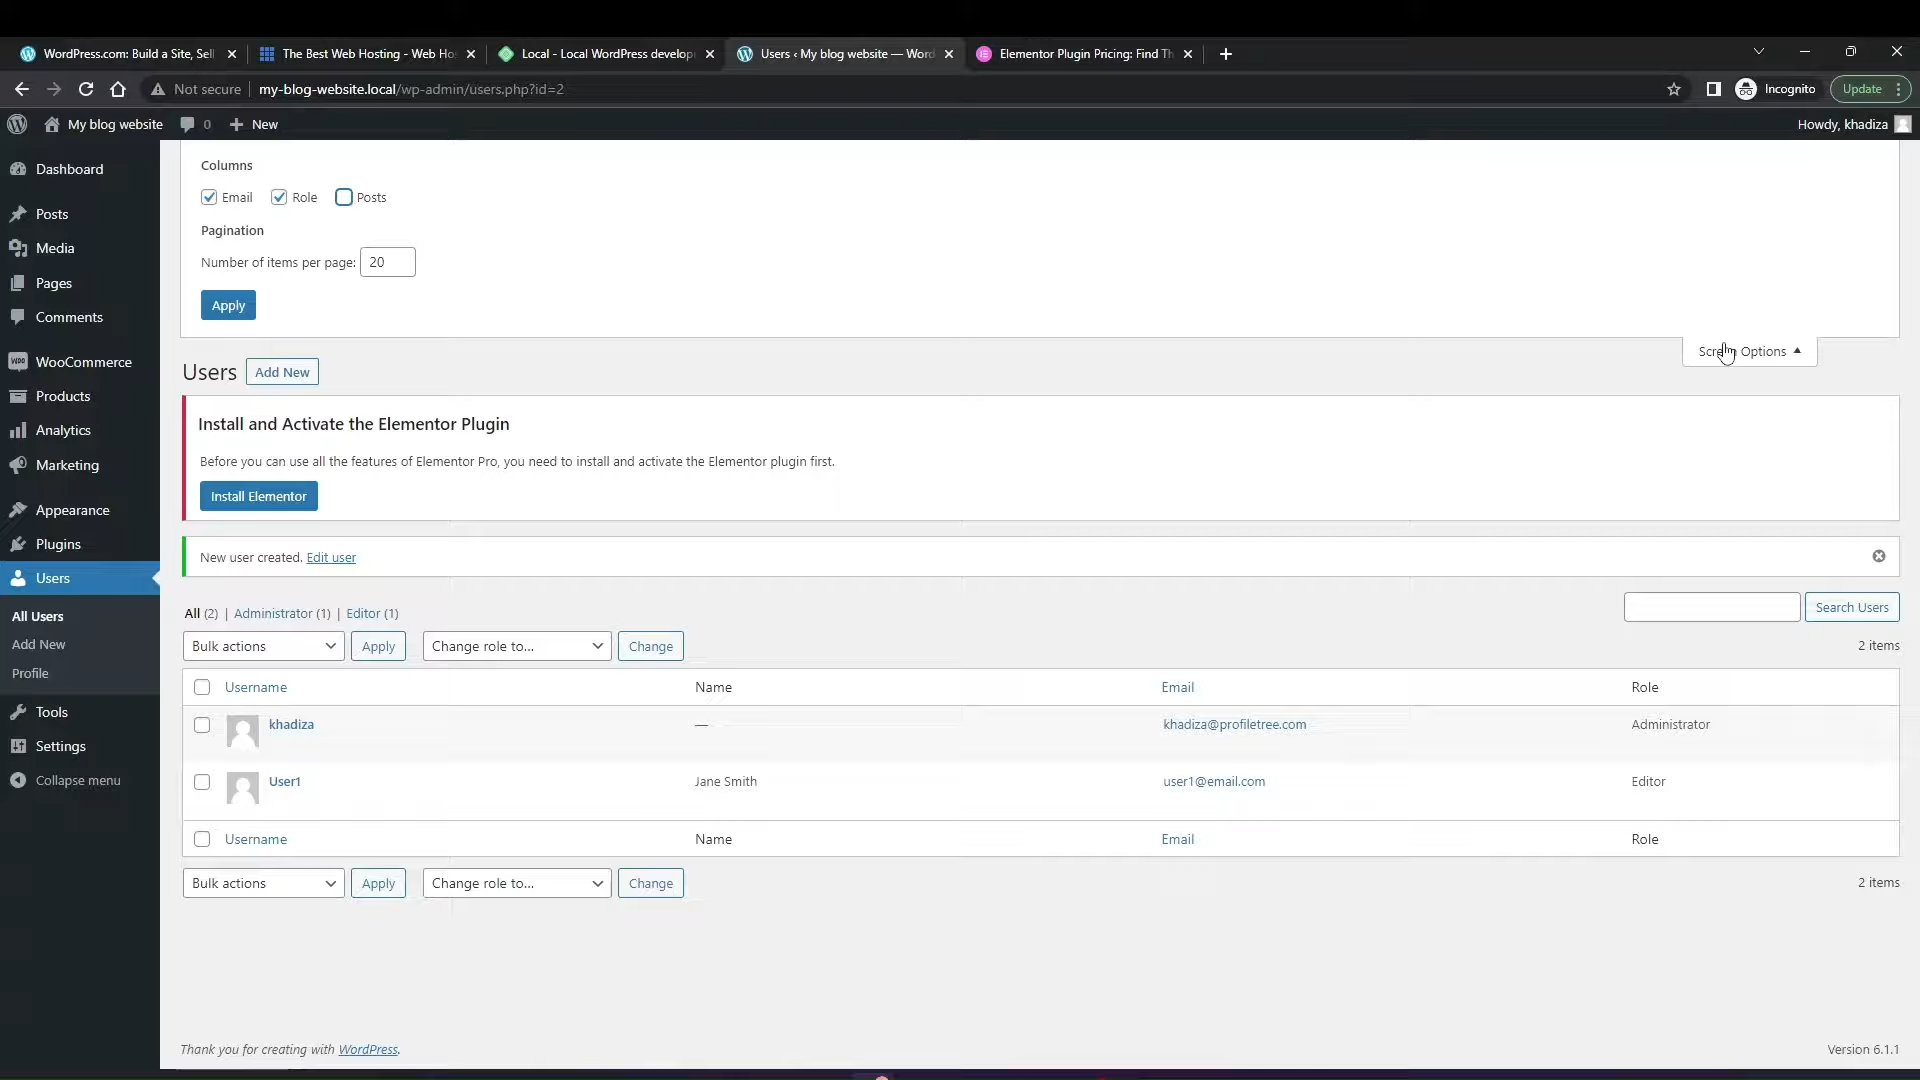 WordPress.com: Build a Site, Sell
The Best Web Hosting - Web Hos
Local - Local WordPress develop
Users ‹ My blog website — Word
Elementor Plugin Pricing: Find Th
Not secure
my-blog-website.local/wp-admin/users.php?id=2
Incognito
Update
My blog website
0
New
Howdy, khadiza
Dashboard
Posts
Media
Pages
Comments
WooCommerce
Products
Analytics
Marketing
Appearance
Plugins
Users
All Users
Add New
Profile
Tools
Settings
Collapse menu
Columns
Email
Role
Posts
Pagination
Number of items per page: 20
Apply
Options
Users
Add New
Install and Activate the Elementor Plugin
Before you can use all the features of Elementor Pro, you need to install and activate the Elementor plugin first.
Install Elementor
New user created. Edit user
All (2) | Administrator (1) | Editor (1)
Search Users
Bulk actions
Apply
Change role to...
Change
2 items
Username Name Email Role
khadiza — khadiza@profiletree.com Administrator
User1 Jane Smith user1@email.com Editor
Username Name Email Role
Bulk actions
Apply
Change role to...
Change
2 items
Thank you for creating with WordPress.
Version 6.1.1